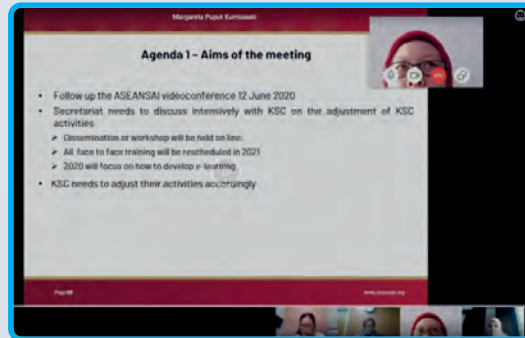 Margareta Puput Kurniawati
Agenda 1 – Aims of the meeting
• Follow up the ASEANSAI videoconference 12 June 2020
• Secretariat needs to discuss intensively with KSC on the adjustment of KSC
activities
➤ Dissemination or workshop will be held on line
➤ All face to face training will be rescheduled in 2021
➤ 2020 will focus on how to develop e-learning
• KSC needs to adjust their activities accordingly
Page